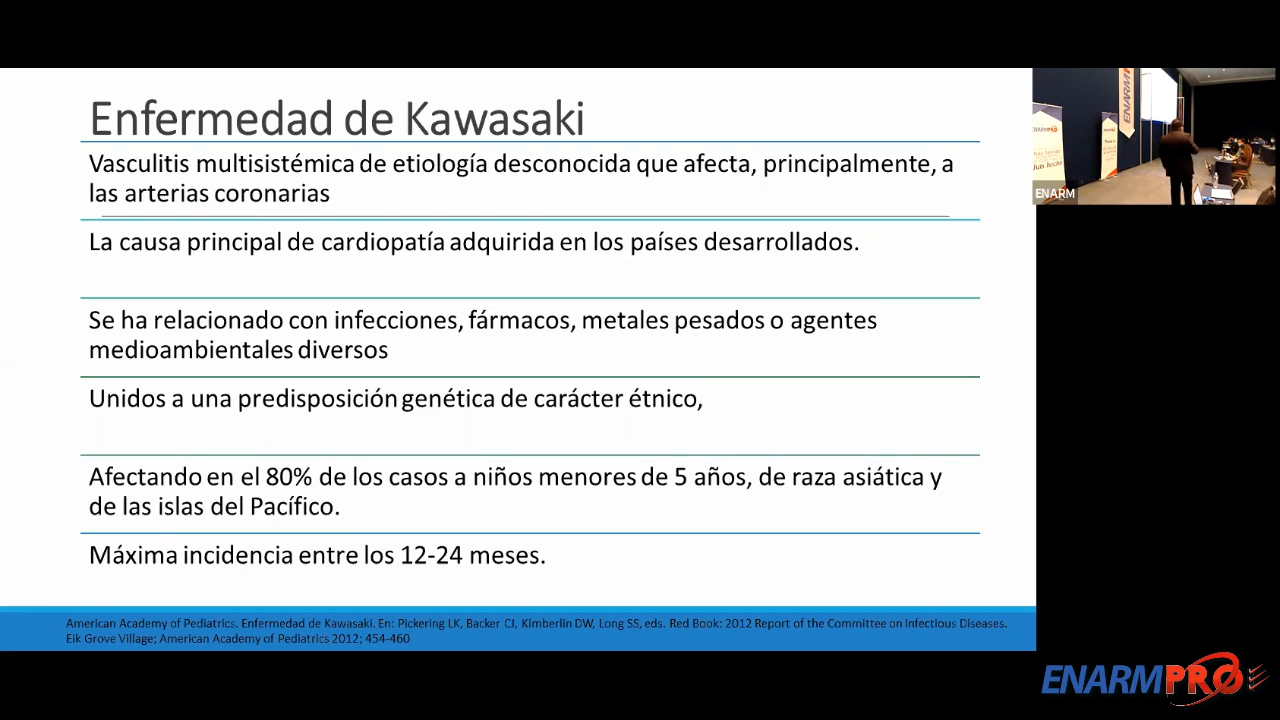 Enfermedad de Kawasaki
Vasculitis multisistémica de etiología desconocida que afecta, principalmente, a
las arterias coronarias
La causa principal de cardiopatía adquirida en los países desarrollados.
Se ha relacionado con infecciones, fármacos, metales pesados o agentes
medioambientales diversos
Unidos a una predisposición genética de carácter étnico,
Afectando en el 80% de los casos a niños menores de 5 años, de raza asiática y
de las islas del Pacífico.
Máxima incidencia entre los 12-24 meses.
American Academy of Pediatrics. Enfermedad de Kawasaki. En: Pickering LK, Backer CJ, Kimberlin DW, Long SS, eds. Red Book: 2012 Report of the Committee on Infectious Diseases.
Elk Grove Village; American Academy of Pediatrics 2012; 454-460
ENARMPRO
ENARMPRO
ENARM
ENARMPRO